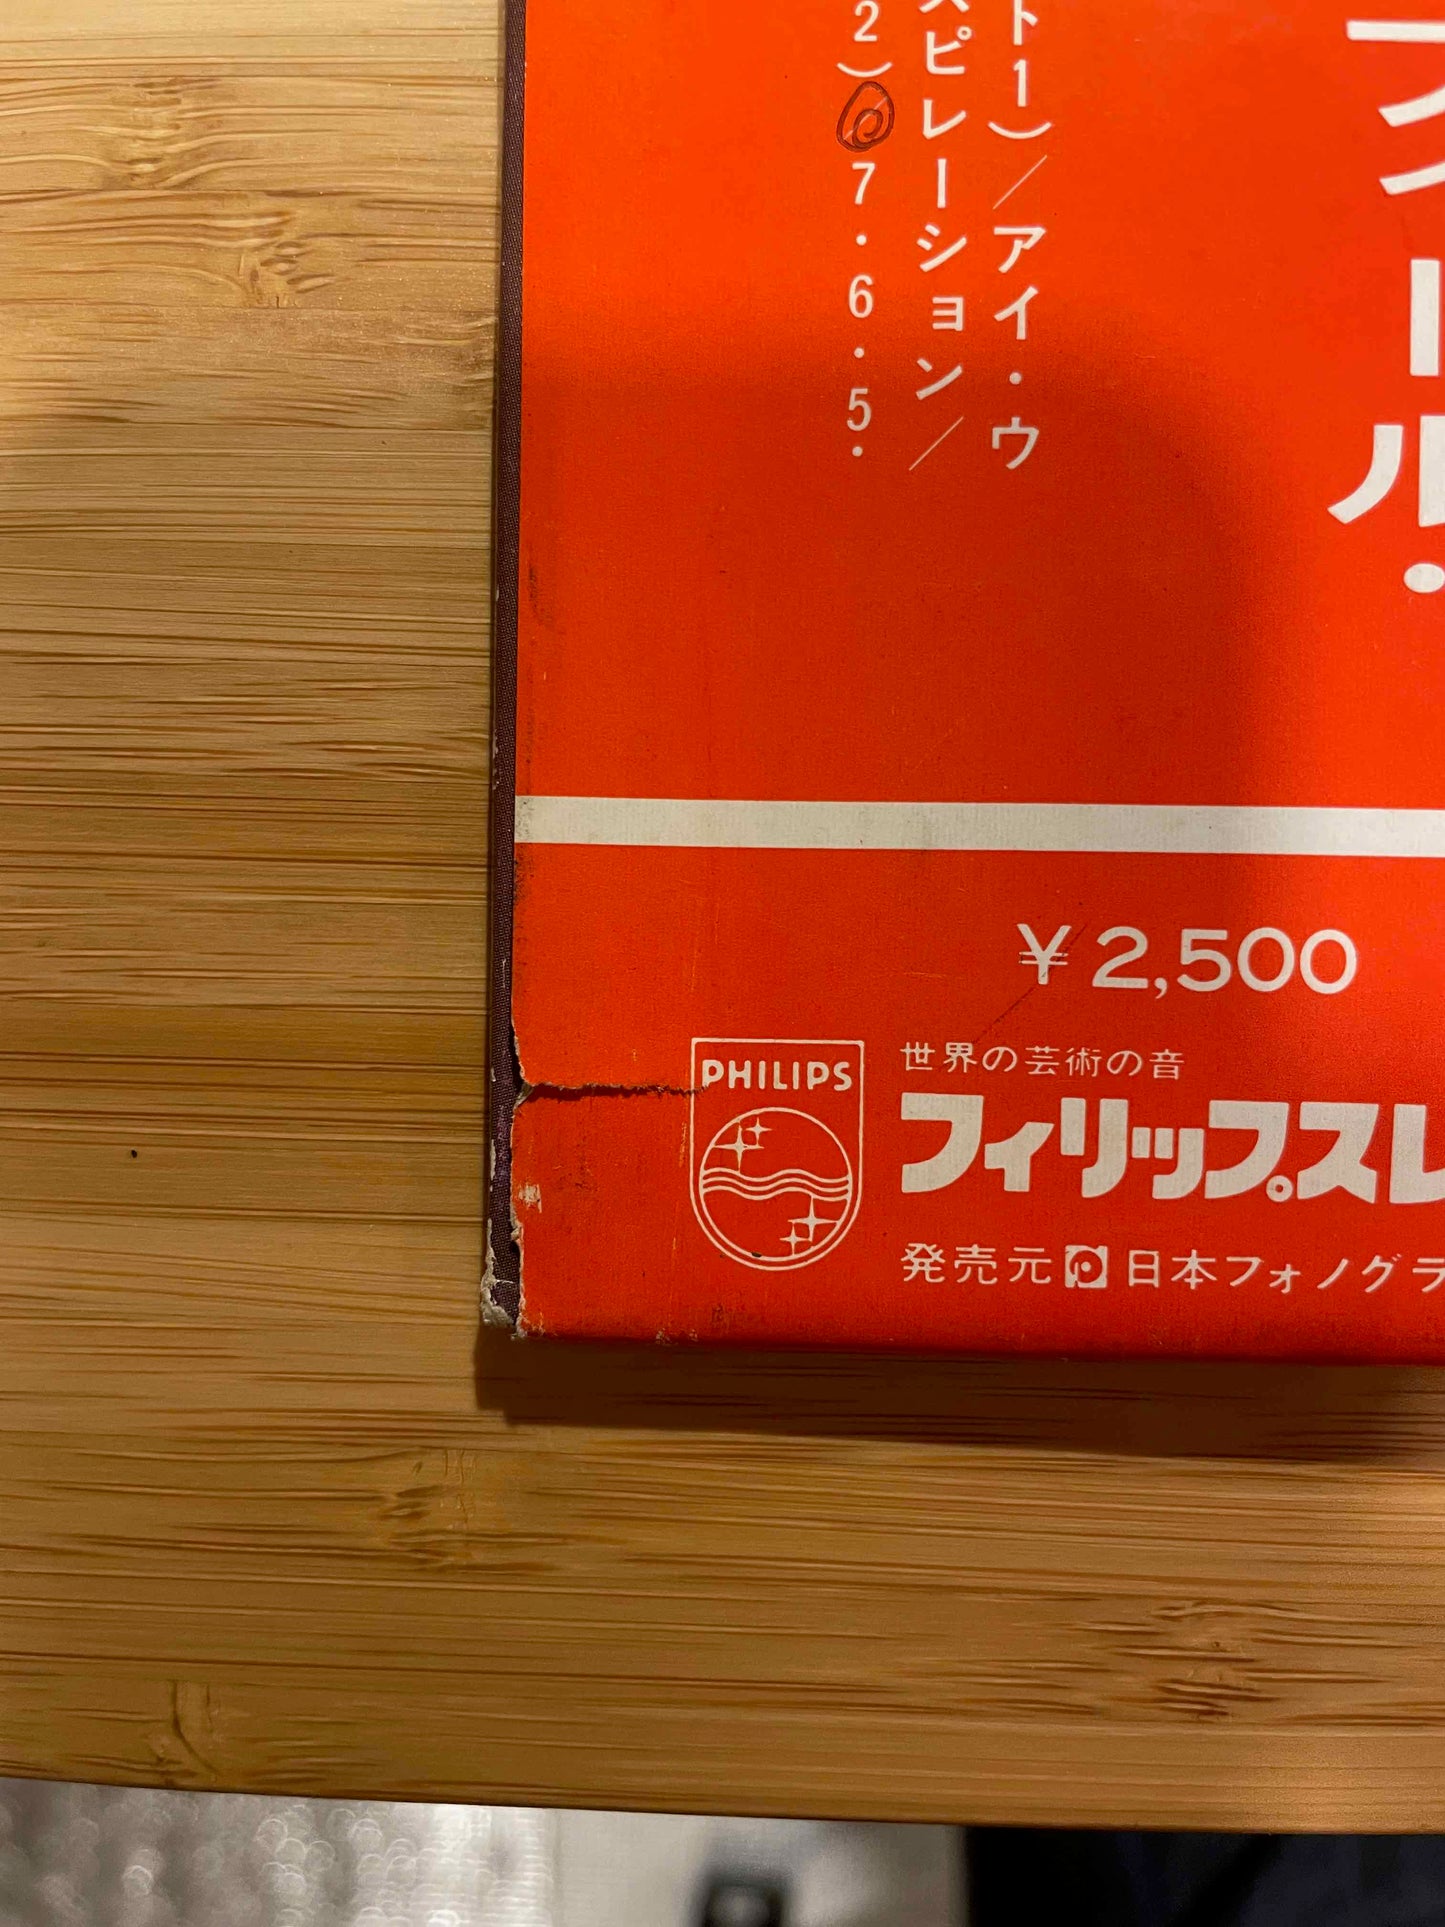 ール・
ト1)／アイ・ウ
スピレーション／
2)
7・6・5・
¥2,500
PHILIPS
世界の芸術の音
フィリップスレ
発売元
日本フォノグラ